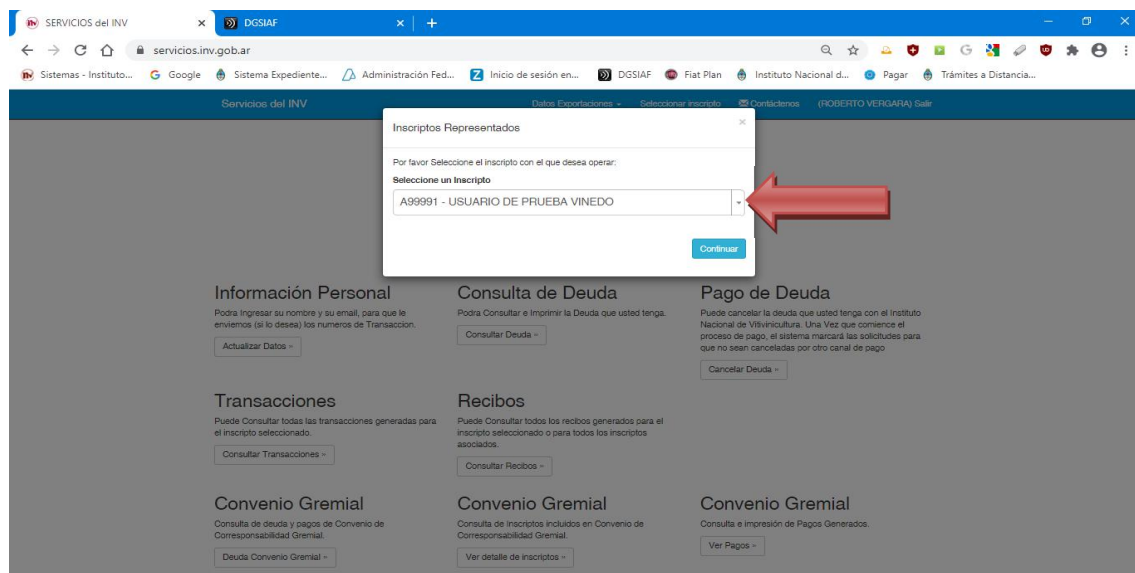 SERVICIOS del INV
DGSIAF
servicios.inv.gob.ar
Sistemas - Instituto...
Google
Sistema Expediente...
Administración Fed...
Inicio de sesión en...
DGSIAF
Fiat Plan
Instituto Nacional d...
Pagar
Trámites a Distancia...
Servicios del INV
Datos Exportaciones
Seleccionar inscripto
Contáctenos
(ROBERTO VERGARA) Salir
Inscriptos Representados
×
Por favor Seleccione el inscripto con el que desea operar:
Seleccione un Inscripto
A99991 - USUARIO DE PRUEBA VINEDO
Continuar
Información Personal
Podra Ingresar su nombre y su email, para que le
enviemos (si lo desea) los numeros de Transaccion.
Actualizar Datos »
Consulta de Deuda
Podra Consultar e Imprimir la Deuda que usted tenga.
Consultar Deuda »
Pago de Deuda
Puede cancelar la deuda que usted tenga con el Instituto
Nacional de Vitivinicultura. Una Vez que comience el
proceso de pago, el sistema marcará las solicitudes para
que no sean canceladas por otro canal de pago
Cancelar Deuda »
Transacciones
Puede Consultar todas las transacciones generadas para
el inscripto seleccionado.
Consultar Transacciones »
Recibos
Puede Consultar todos los recibos generados para el
inscripto seleccionado o para todos los inscriptos
asociados.
Consultar Recibos »
Convenio Gremial
Consulta de deuda y pagos de Convenio de
Corresponsabilidad Gremial.
Deuda Convenio Gremial »
Convenio Gremial
Consulta de Inscriptos incluidos en Convenio de
Corresponsabilidad Gremial.
Ver detalle de inscriptos »
Convenio Gremial
Consulta e impresión de Pagos Generados.
Ver Pagos »